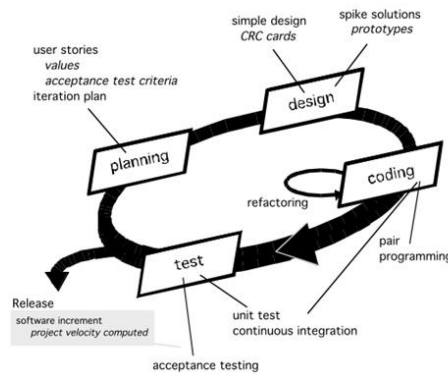 simple design
CRC cards
spike solutions
prototypes
user stories
values
acceptance test criteria
iteration plan
design
planning
coding
refactoring
pair
programming
test
unit test
continuous integration
Release
software increment
project velocity computed
acceptance testing